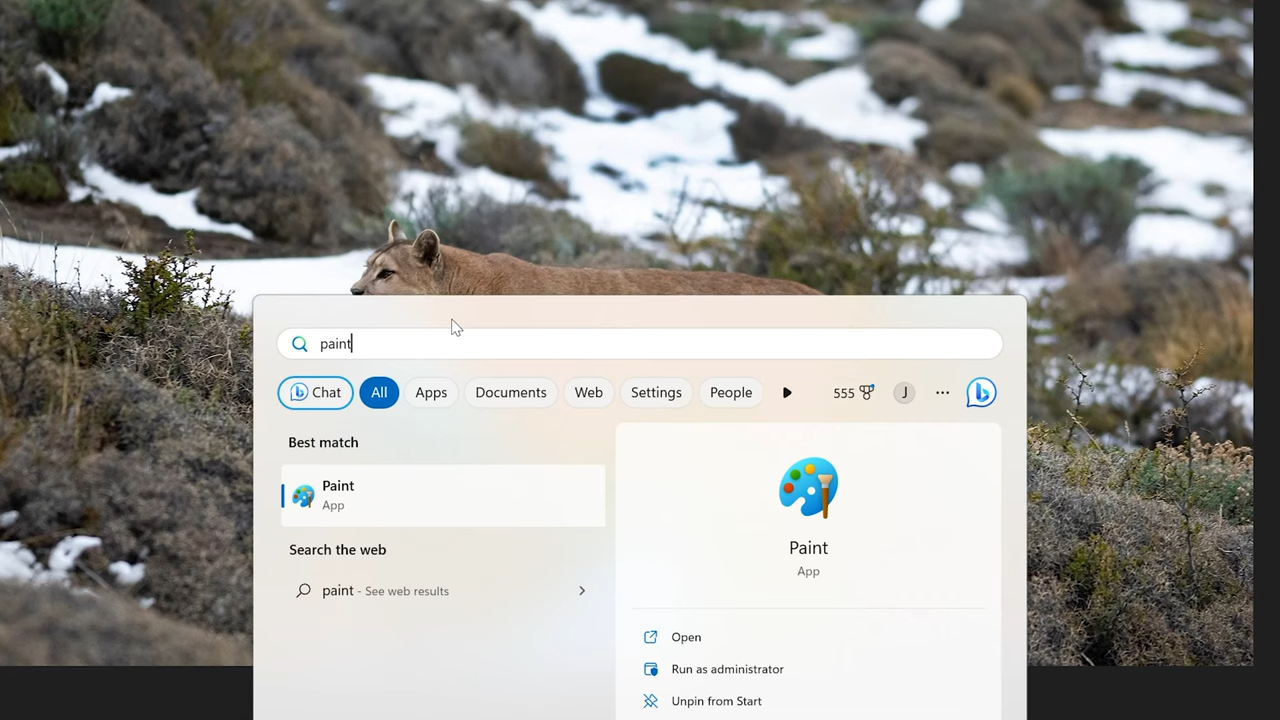 paint
Chat All Apps Documents Web Settings People 555 J
Best match
Paint
App
Search the web
paint - See web results
Paint
App
Open
Run as administrator
Unpin from Start